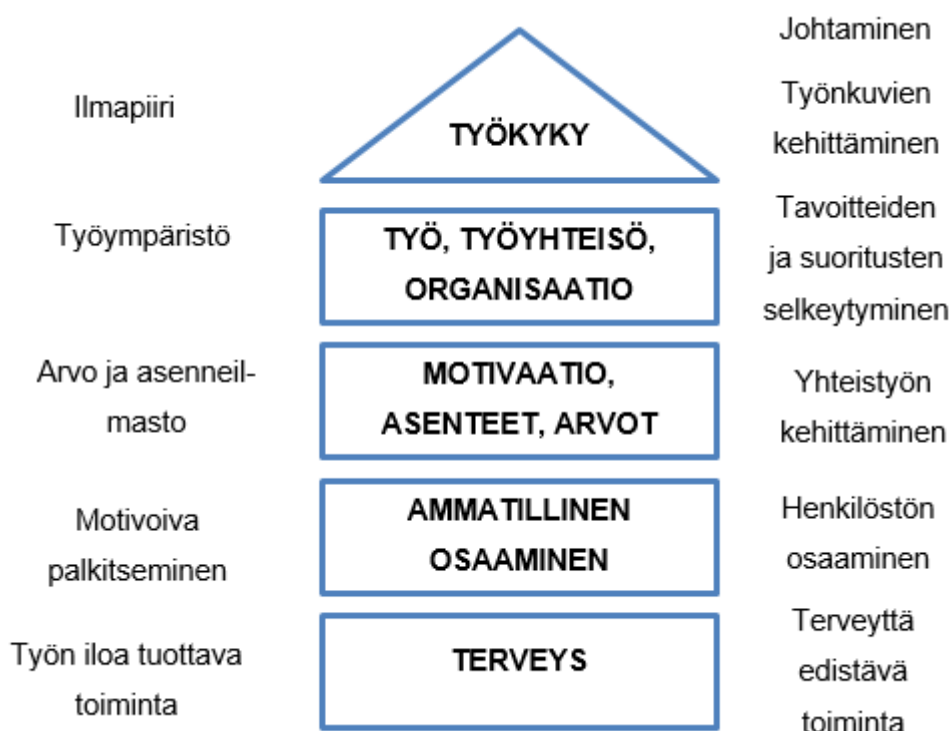 Ilmapiiri
Työympäristö
Arvo ja asenneil-
masto
Motivoiva
palkitseminen
Työn iloa tuottava
toiminta
TYÖKYKY
TYÖ, TYÖYHTEISÖ,
ORGANISAATIO
MOTIVAATIO,
ASENTEET, ARVOT
AMMATILLINEN
OSAAMINEN
TERVEYS
Johtaminen
Työnkuvien
kehittäminen
Tavoitteiden
ja suoritusten
selkeytyminen
Yhteistyön
kehittäminen
Henkilöstön
osaaminen
Terveyttä
edistävä
toiminta